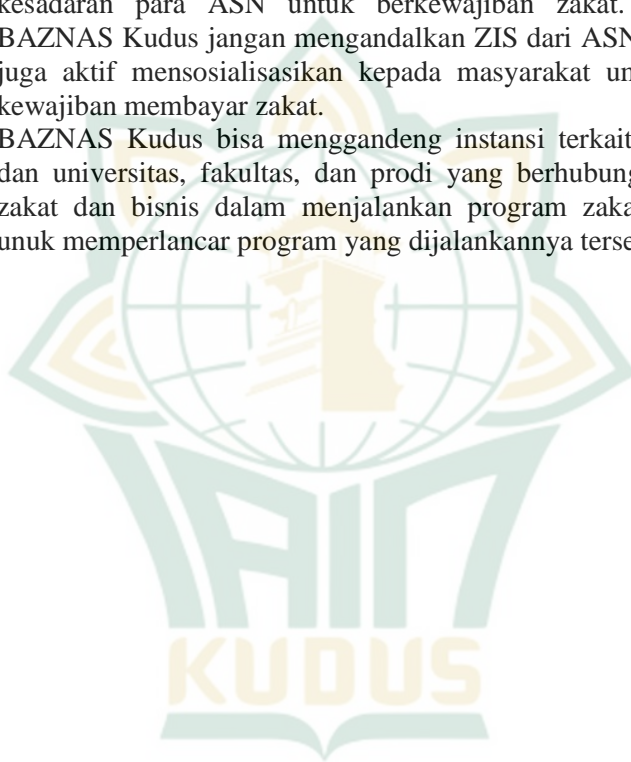 kesadaran para ASN untuk berkewajiban zakat.
BAZNAS Kudus jangan mengandalkan ZIS dari ASN
juga aktif mensosialisasikan kepada masyarakat un
kewajiban membayar zakat.
BAZNAS Kudus bisa menggandeng instansi terkait
dan universitas, fakultas, dan prodi yang berhubung
zakat dan bisnis dalam menjalankan program zaka
unuk memperlancar program yang dijalankannya terse
IAIN
KUDUS